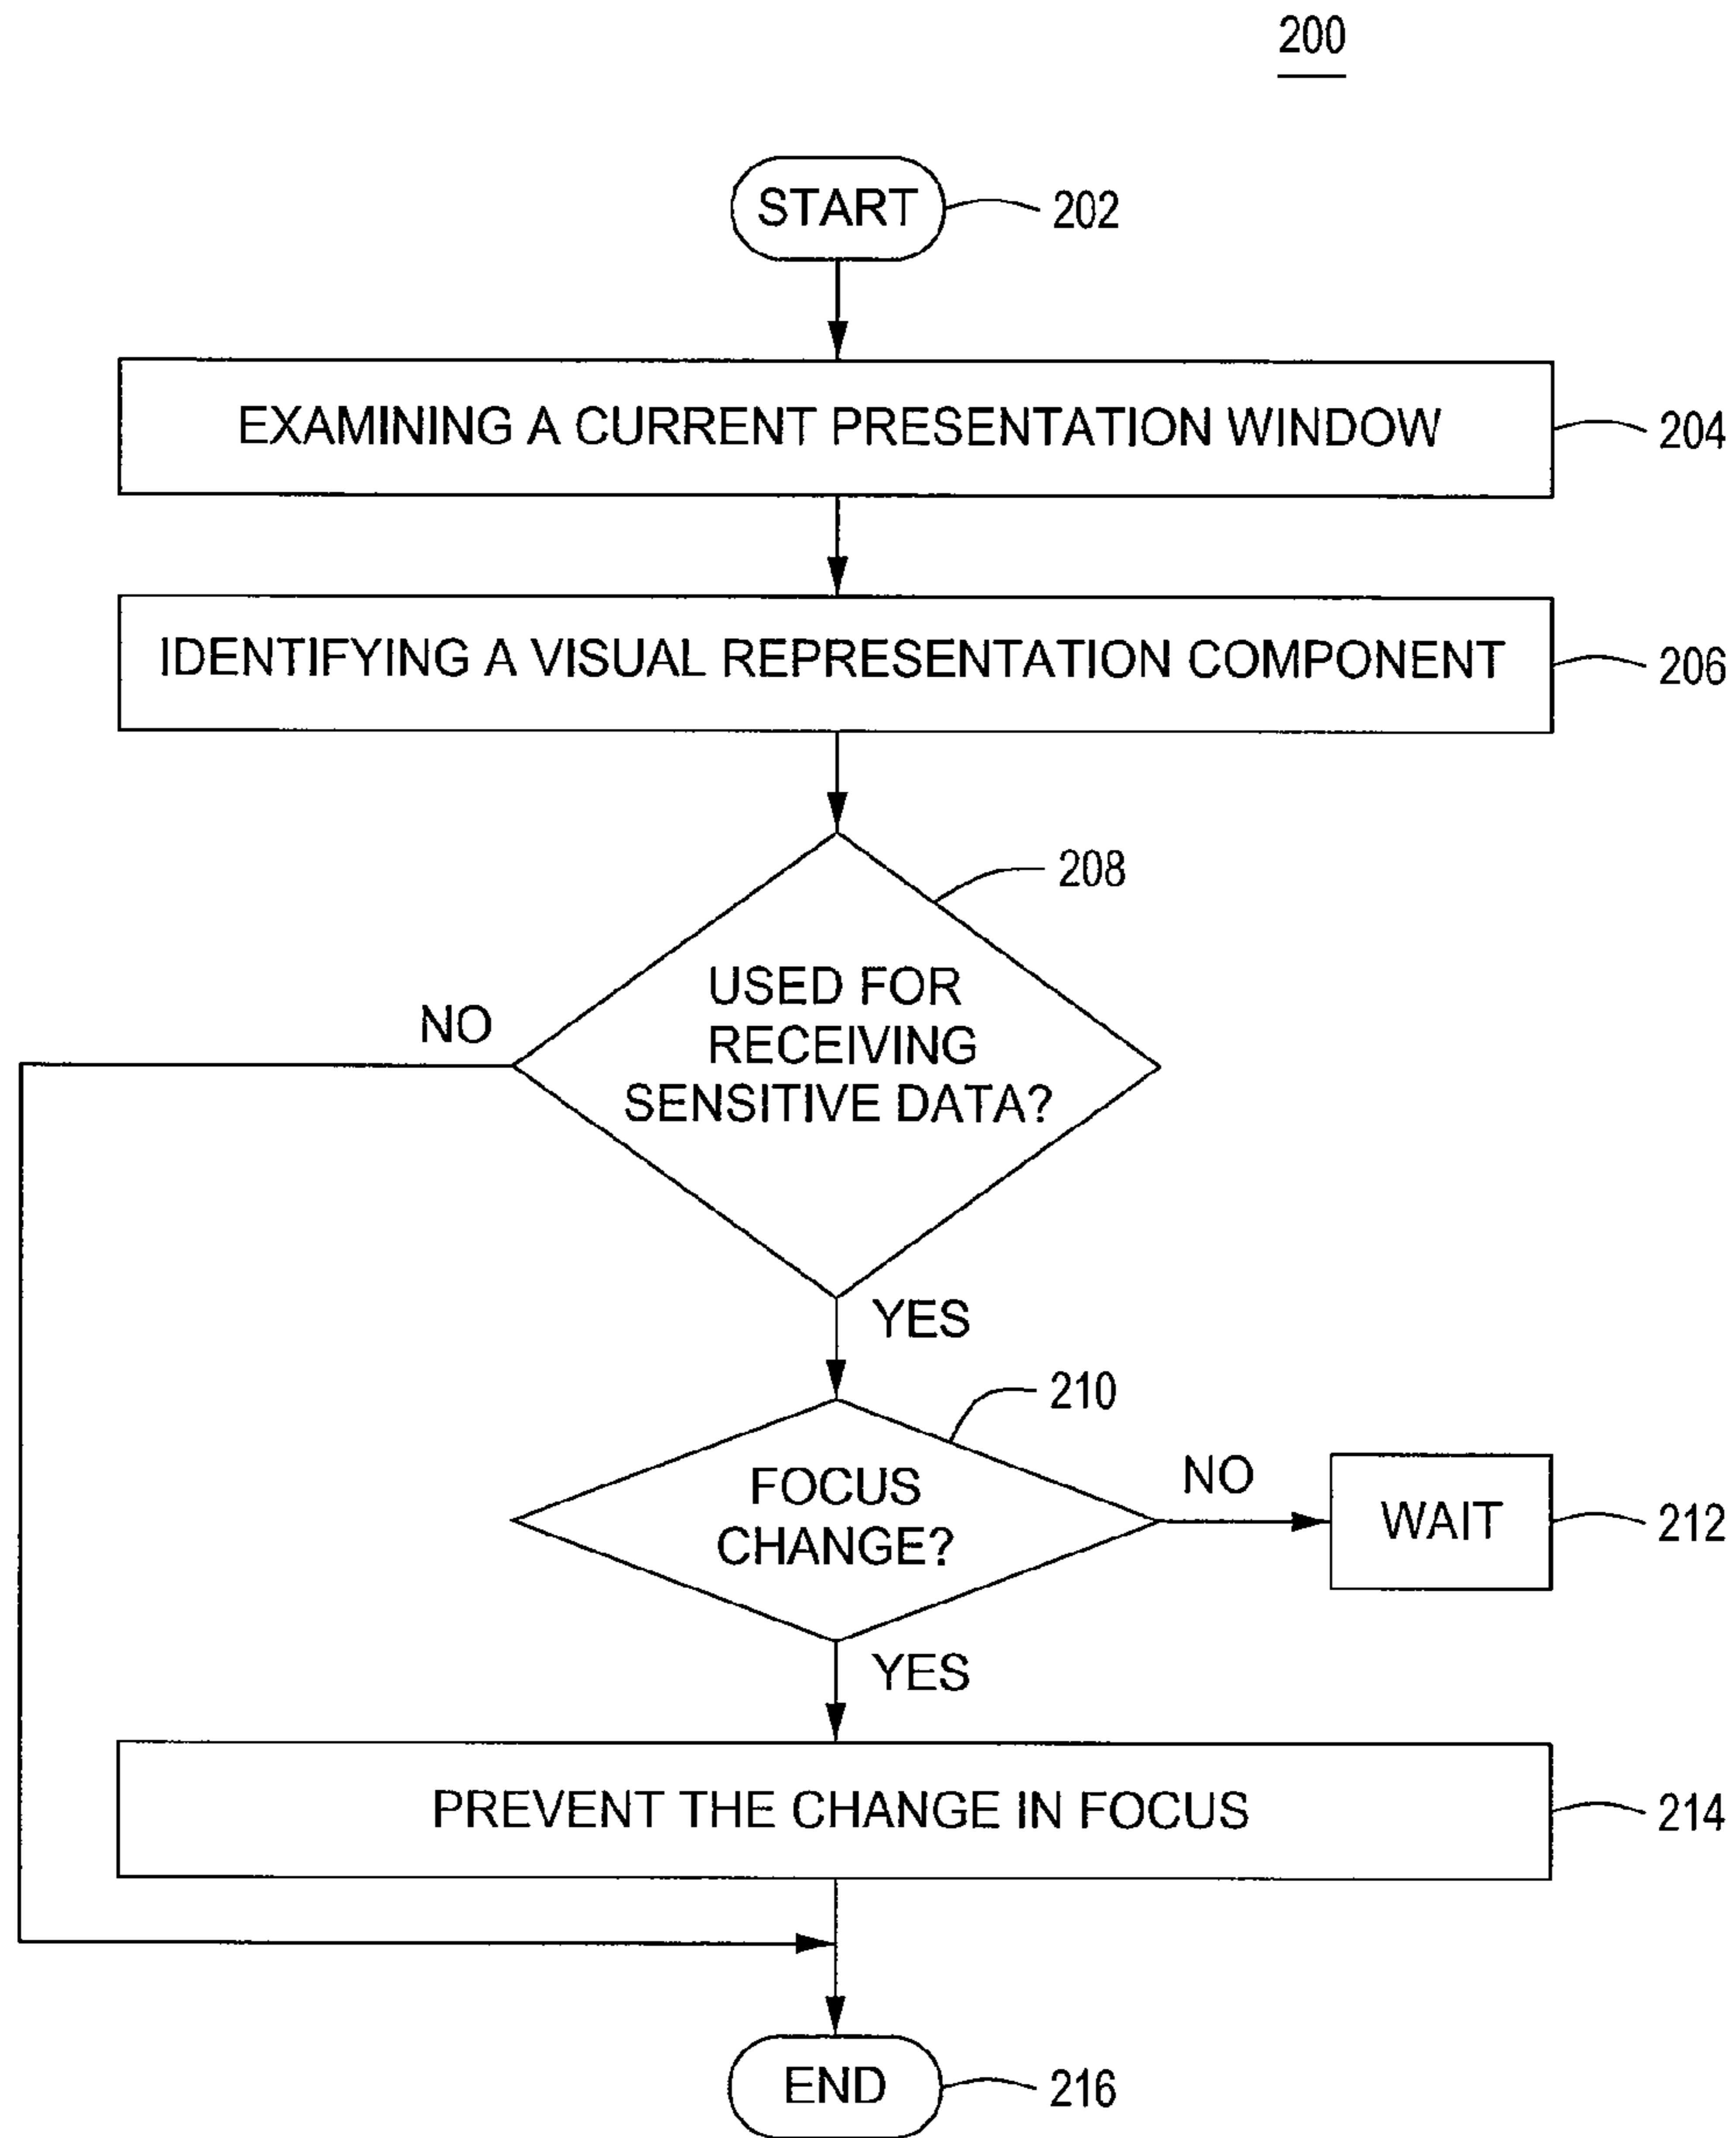 200
START
202
EXAMINING A CURRENT PRESENTATION WINDOW
204
IDENTIFYING A VISUAL REPRESENTATION COMPONENT
206
208
USED FOR
RECEIVING
SENSITIVE DATA?
NO
YES
210
FOCUS
CHANGE?
NO
WAIT
212
YES
PREVENT THE CHANGE IN FOCUS
214
END
216